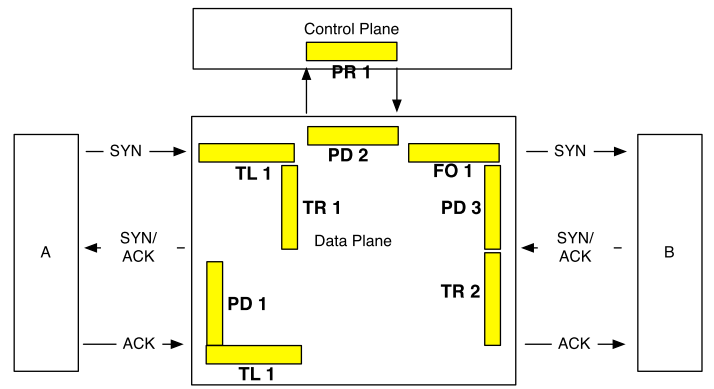 Control Plane
PR 1
SYN
TL 1
PD 2
FO 1
SYN
TR 1
PD 3
A
SYN/
ACK
Data Plane
SYN/
ACK
B
PD 1
TR 2
ACK
TL 1
ACK